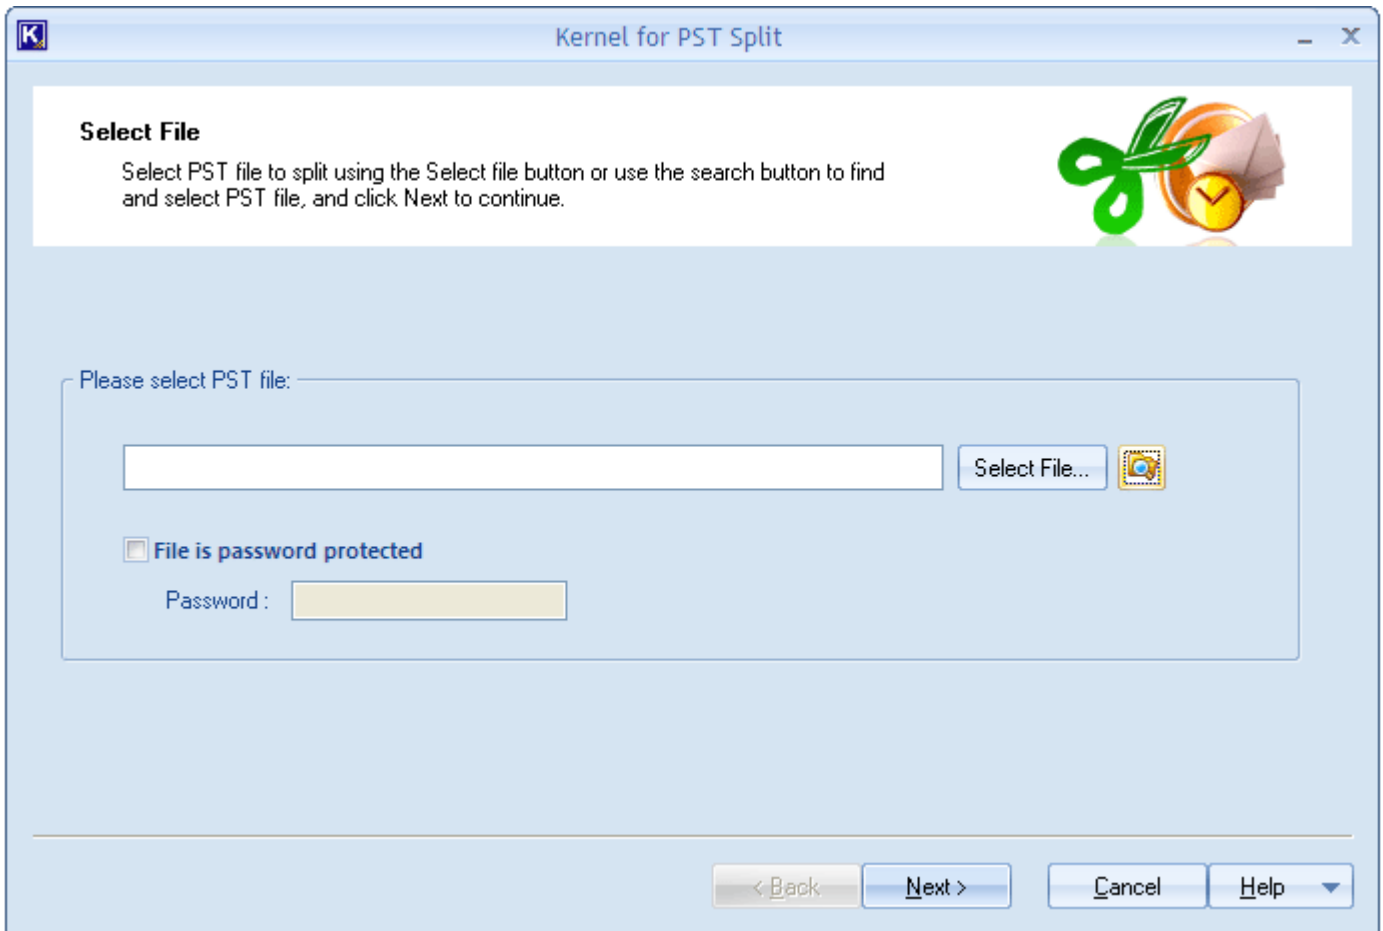 K
Kernel for PST Split
Select File
Select PST file to split using the Select file button or use the search button to find
and select PST file, and click Next to continue.
Please select PST file:
Select File...
File is password protected
Password :
< Back
Next >
Cancel
Help